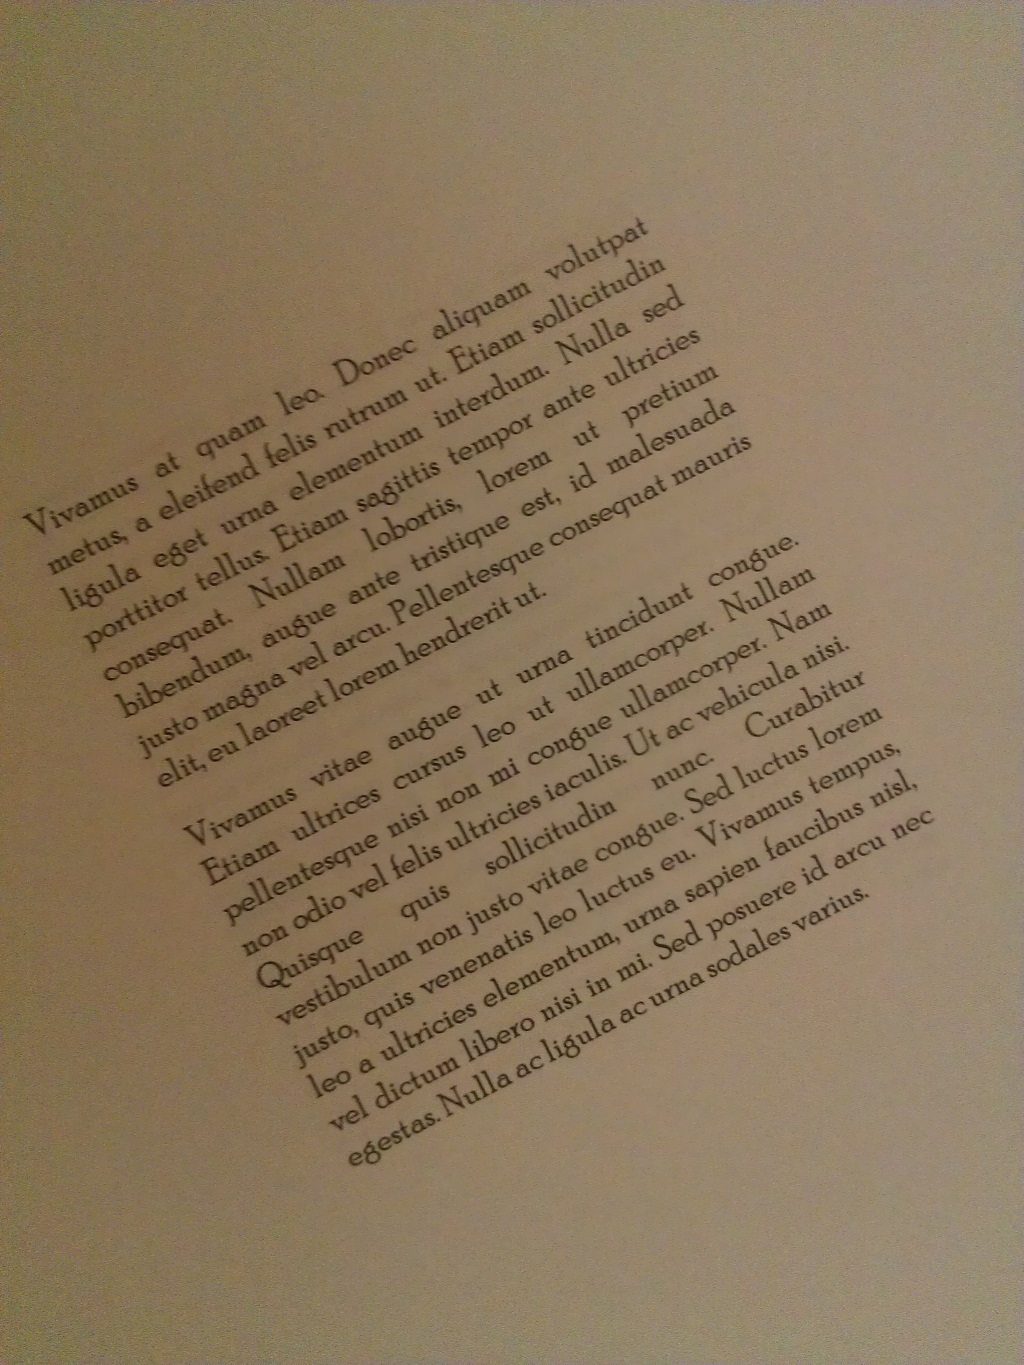 Vivamus at quam leo. Donec aliquam volutpat
metus, a eleifend felis rutrum ut. Etiam sollicitudin
ligula eget urna elementum interdum. Nulla sed
porttitor tellus. Etiam sagittis tempor ante ultricies
consequat. Nullam lobortis, lorem ut pretium
bibendum, augue ante tristique est, id malesuada
justo magna vel arcu. Pellentesque consequat mauris
elit, eu laoreet lorem hendrerit ut.
Vivamus vitae augue ut urna tincidunt congue.
Etiam ultrices cursus leo ut ullamcorper. Nullam
pellentesque nisi non mi congue ullamcorper. Nam
non odio vel felis ultricies iaculis. Ut ac vehicula nisi.
Quisque quis sollicitudin nunc. Curabitur
vestibulum non justo vitae congue. Sed luctus lorem
justo, quis venenatis leo luctus eu. Vivamus tempus,
leo a ultricies elementum, urna sapien faucibus nisl,
vel dictum libero nisi in mi. Sed posuere id arcu nec
egestas. Nulla ac ligula ac urna sodales varius.